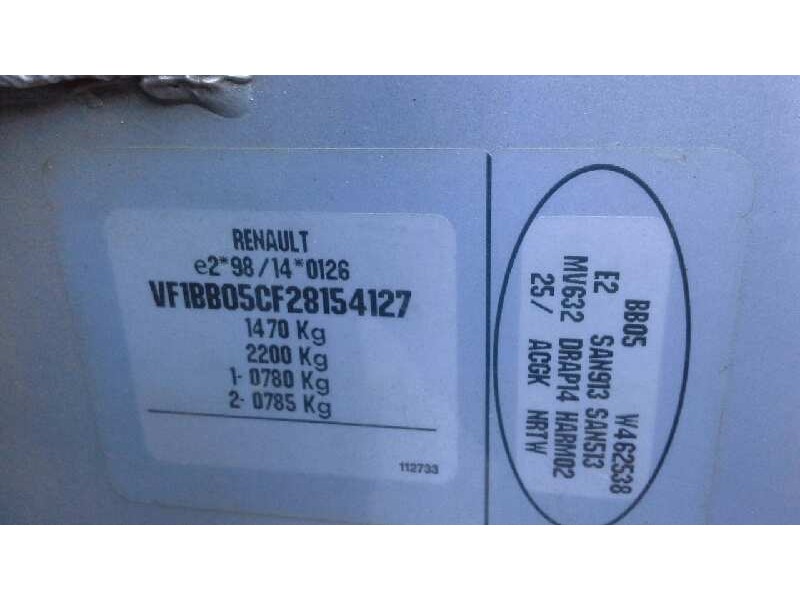 RENAULT
e2*98/14*0126
VF1BB05CF28154127
1470 Kg
2200 Kg
1- 0780 Kg
2- 0785 Kg
112733
BB05 W462538
E2 SAN913 SAN513
MV632 DRAP14 HARM02
25/ ACGK NRTW